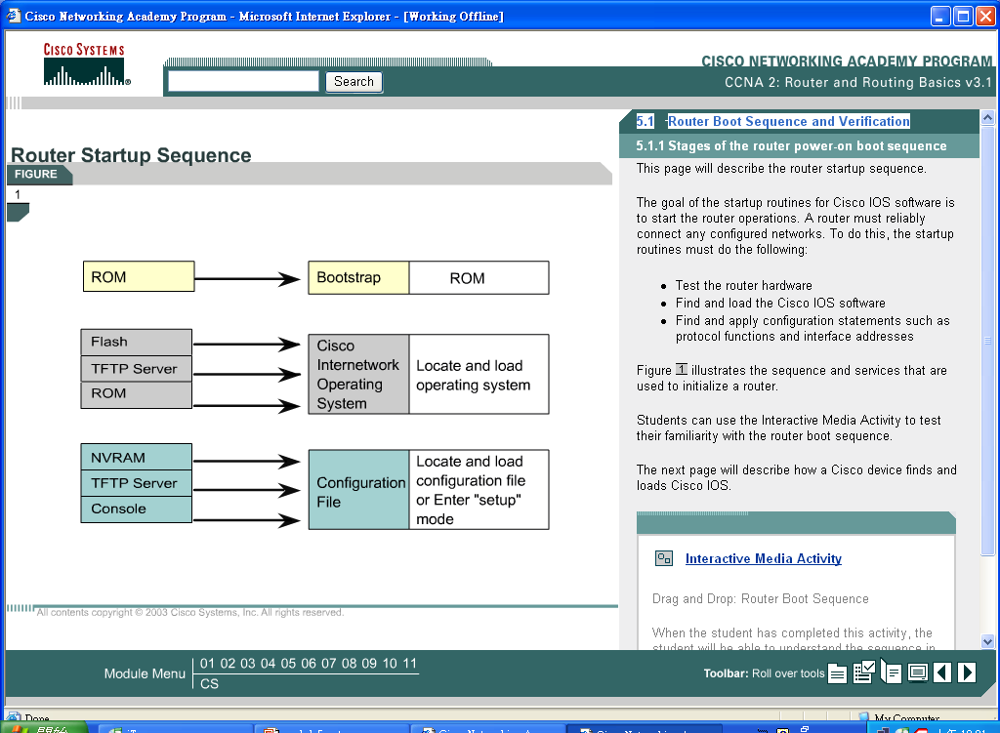 Cisco Networking Academy Program - Microsoft Internet Explorer - [Working Offline]
CISCO SYSTEMS
Search
CISCO NETWORKING ACADEMY PROGRAM
CCNA 2: Router and Routing Basics v3.1
Router Startup Sequence
FIGURE
1
ROM
Bootstrap
ROM
Flash
TFTP Server
ROM
Cisco
Internetwork
Operating
System
Locate and load
operating system
NVRAM
TFTP Server
Console
Configuration
File
Locate and load
configuration file
or Enter "setup"
mode
All contents copyright © 2003 Cisco Systems, Inc. All rights reserved.
5.1 Router Boot Sequence and Verification
5.1.1 Stages of the router power-on boot sequence
This page will describe the router startup sequence.
The goal of the startup routines for Cisco IOS software is
to start the router operations. A router must reliably
connect any configured networks. To do this, the startup
routines must do the following:
• Test the router hardware
• Find and load the Cisco IOS software
• Find and apply configuration statements such as
protocol functions and interface addresses
Figure 1 illustrates the sequence and services that are
used to initialize a router.
Students can use the Interactive Media Activity to test
their familiarity with the router boot sequence.
The next page will describe how a Cisco device finds and
loads Cisco IOS.
Interactive Media Activity
Drag and Drop: Router Boot Sequence
When the student has completed this activity, the
student will be able to understand the sequence in
Module Menu
01 02 03 04 05 06 07 08 09 10 11
CS
Toolbar: Roll over tools
Done
My Computer